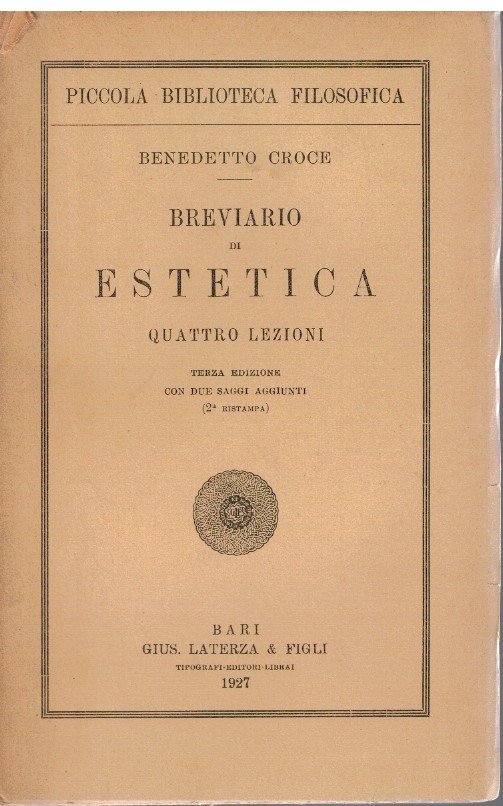 PICCOLA BIBLIOTECA FILOSOFICA
BENEDETTO CROCE
BREVIARIO
DI
ESTETICA
QUATTRO LEZIONI
TERZA EDIZIONE
CON DUE SAGGI AGGIUNTI
(2ª RISTAMPA)
BARI
GIUS. LATERZA & FIGLI
TIPOGRAFI-EDITORI-LIBRAI
1927